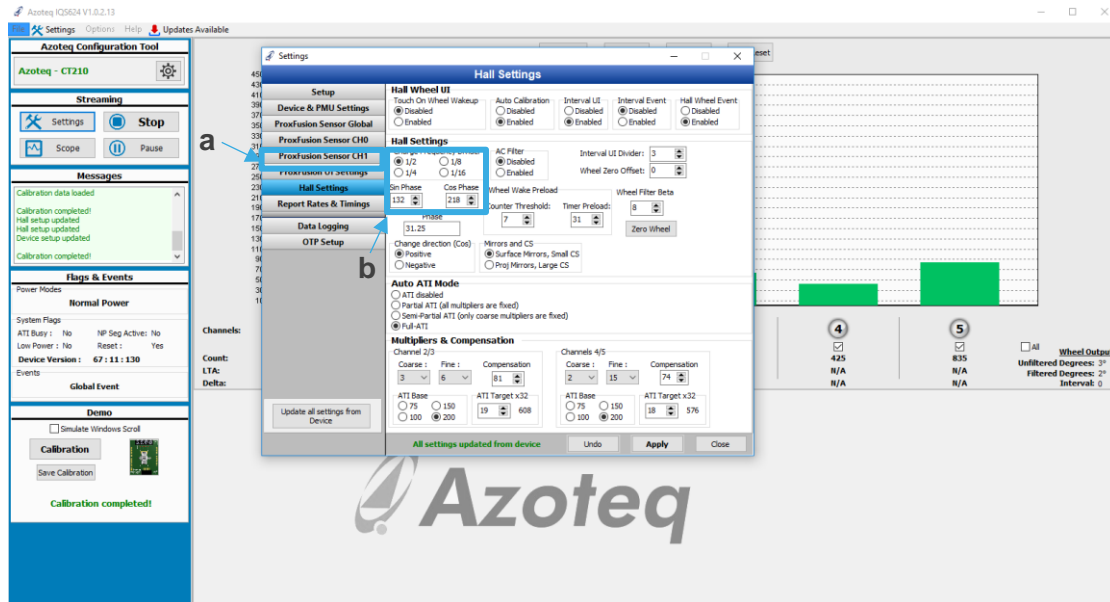 Azoteq IQS624 V1.0.2.13
File Settings Options Help Updates Available
Azoteq Configuration Tool
Azoteq - CT210
Streaming
Settings Stop
Scope Pause
Messages
Calibration data loaded
Calibration completed!
Hall setup updated
Hall setup updated
Device setup updated
Calibration completed!
Flags & Events
Power Modes
Normal Power
System Flags
ATI Busy : No NP Seg Active: No
Low Power : No Reset : Yes
Device Version : 67 : 11 : 130
Events
Global Event
Demo
Simulate Windows Scroll
Calibration
Save Calibration
Calibration completed!
a
b
Settings
Hall Settings
Setup
Device & PMU Settings
ProxFusion Sensor Global
ProxFusion Sensor CH0
ProxFusion Sensor CH1
ProxFusion UI Settings
Hall Settings
Report Rates & Timings
Data Logging
OTP Setup
Update all settings from
Device
Hall Wheel UI
Touch On Wheel Wakeup Auto Calibration Interval UI Interval Event Hall Wheel Event
Disabled Disabled Disabled Disabled Disabled
Enabled Enabled Enabled Enabled Enabled
Hall Settings
AC Filter
1/2 1/8 Disabled
1/4 1/16 Enabled
Interval UI Divider: 3
Wheel Zero Offset: 0
Sin Phase Cos Phase
132 218
Wheel Wake Preload
Counter Threshold: Timer Preload:
7 31
Wheel Filter Beta
8
Zero Wheel
Phase
31.25
Change direction (Cos) Mirrors and CS
Positive Surface Mirrors, Small CS
Negative Proj Mirrors, Large CS
Auto ATI Mode
ATI disabled
Partial ATI (all multipliers are fixed)
Semi-Partial ATI (only coarse multipliers are fixed)
Full-ATI
Multipliers & Compensation
Channel 2/3 Channels 4/5
Coarse : Fine : Compensation Coarse : Fine : Compensation
3 6 81 2 15 74
ATI Base ATI Target x32 ATI Base ATI Target x32
75 150 19 608 75 150 18 576
100 200 100 200
All settings updated from device Undo Apply Close
Channels: 4 5 All
Wheel Outpu
Count: 425 835 Unfiltered Degrees: 3°
LTA: N/A N/A Filtered Degrees: 2°
Delta: N/A N/A Interval: 0
Azoteq